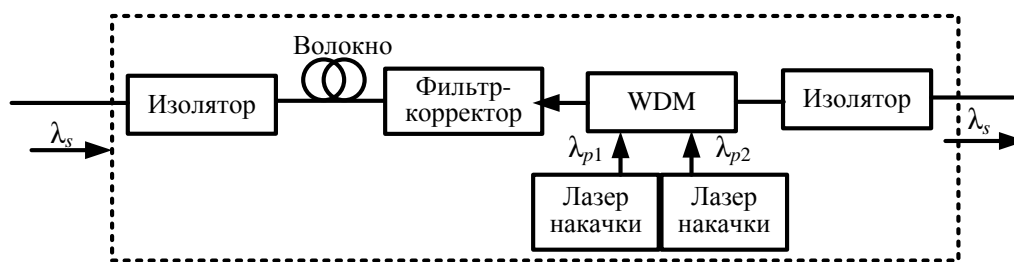 Волокно
Изолятор
Фильтр-
корректор
WDM
Изолятор
λs
λs
λp1
λp2
Лазер
накачки
Лазер
накачки